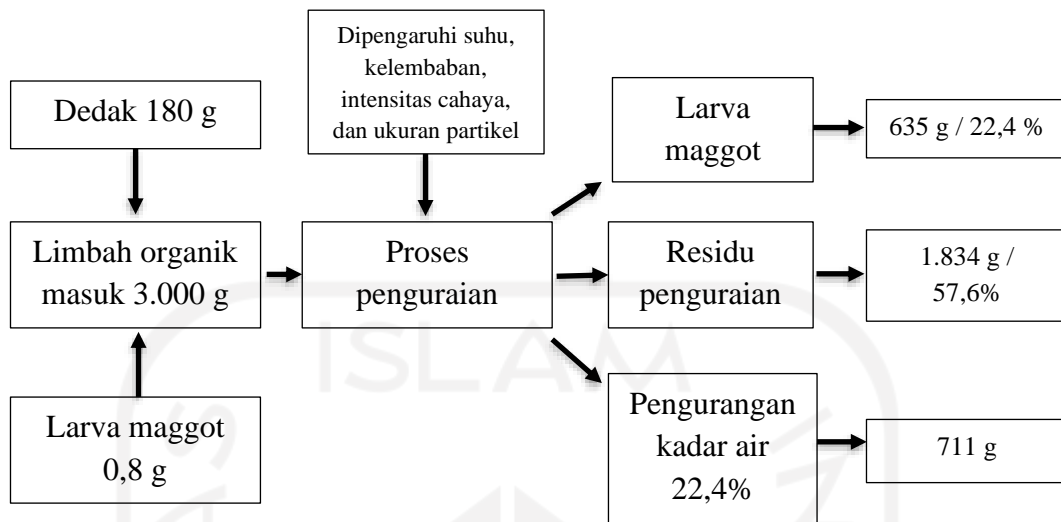 Dipengaruhi suhu,
kelembaban,
intensitas cahaya,
dan ukuran partikel
Dedak 180 g
Larva
maggot
635 g / 22,4 %
Limbah organik
masuk 3.000 g
Proses
penguraian
Residu
penguraian
1.834 g /
57,6%
Larva maggot
0,8 g
Pengurangan
kadar air
22,4%
711 g
ISLAM